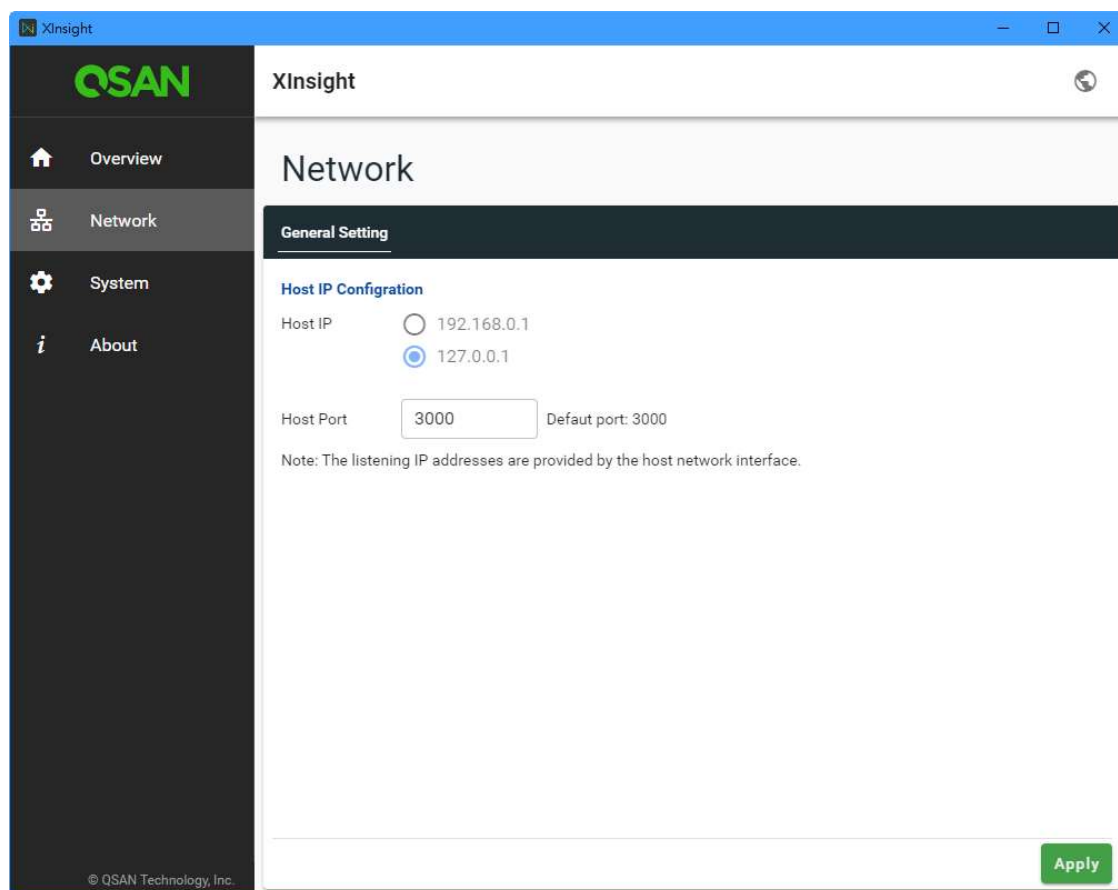 XInsight
QSAN
XInsight
Overview
Network
System
i About
Network
General Setting
Host IP Configration
Host IP 192.168.0.1
127.0.0.1
Host Port 3000 Defaut port: 3000
Note: The listening IP addresses are provided by the host network interface.
Apply
© QSAN Technology, Inc.